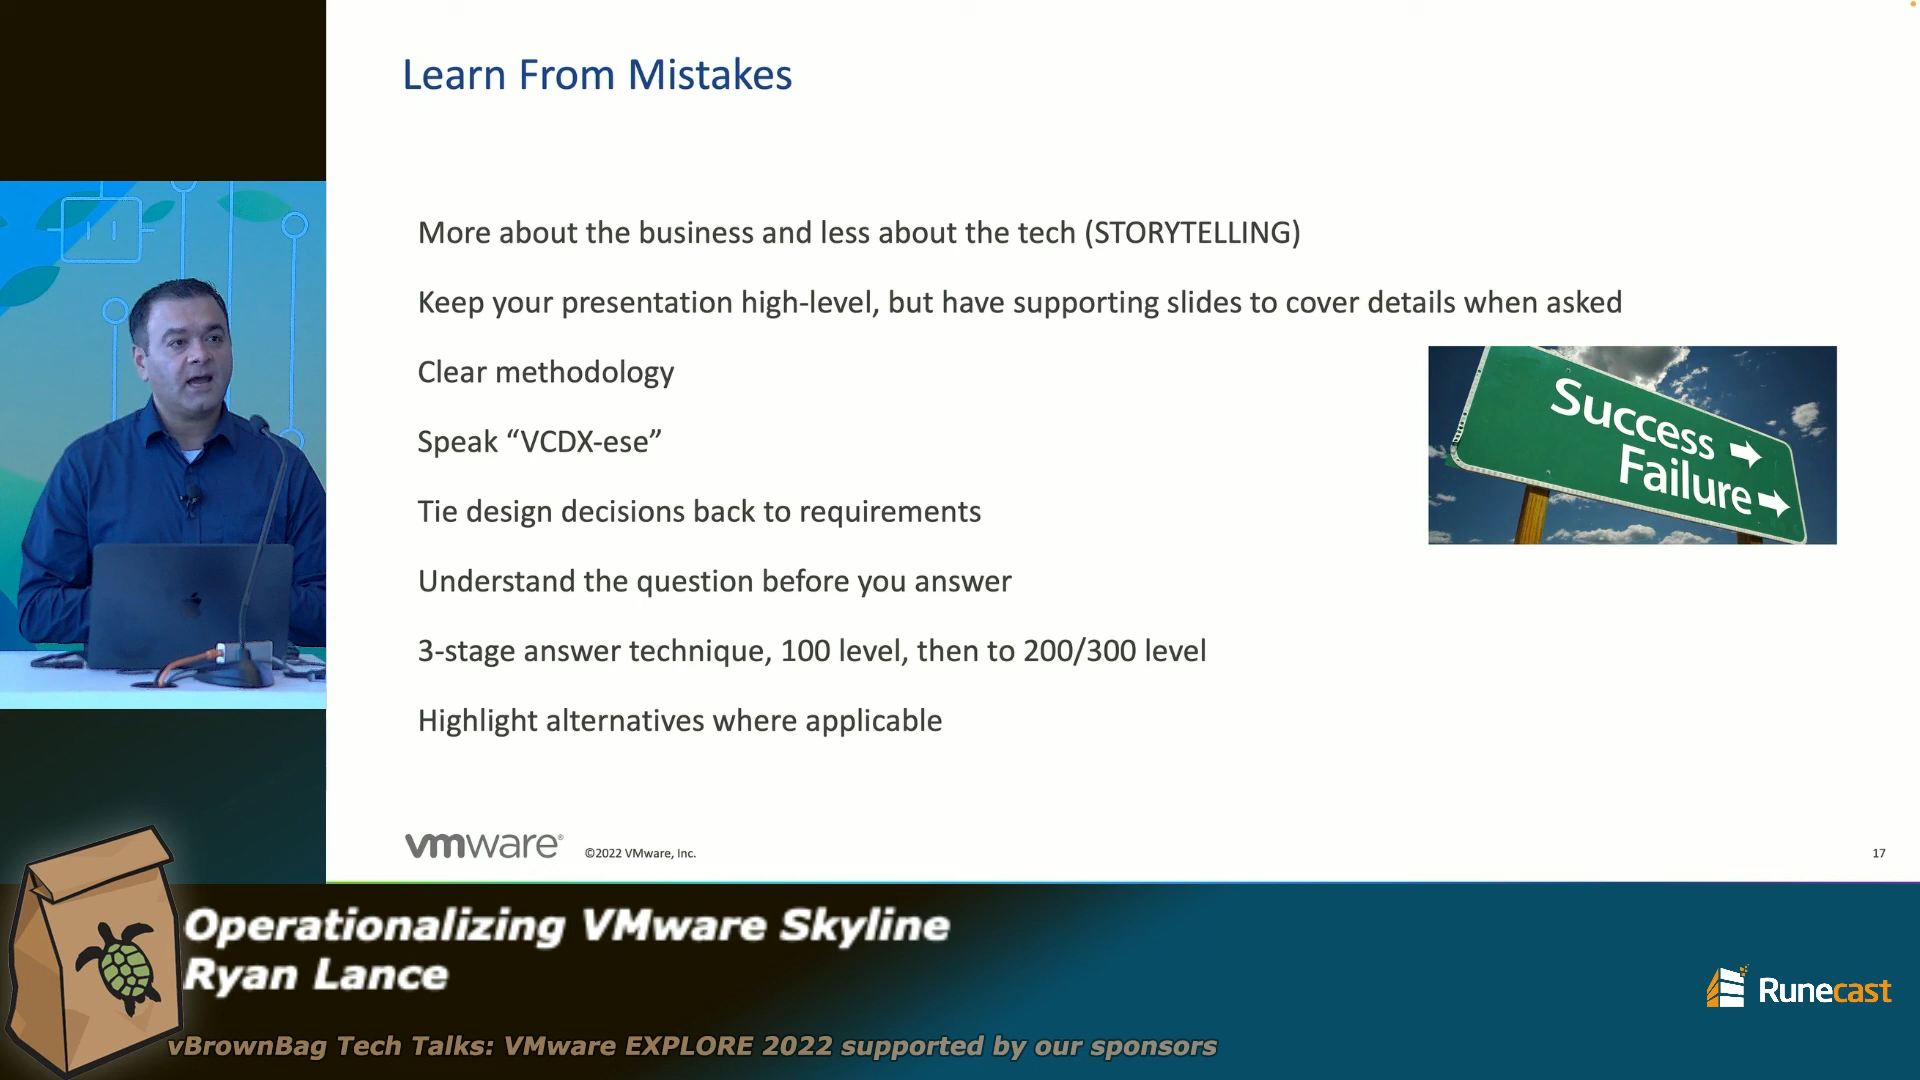 Learn From Mistakes
More about the business and less about the tech (STORYTELLING)
Keep your presentation high-level, but have supporting slides to cover details when asked
Clear methodology
Speak “VCDX-ese”
Tie design decisions back to requirements
Understand the question before you answer
3-stage answer technique, 100 level, then to 200/300 level
Highlight alternatives where applicable
Success
Failure
vmware®
©2022 VMware, Inc.
17
Operationalizing VMware Skyline
Ryan Lance
vBrownBag Tech Talks: VMware EXPLORE 2022 supported by our sponsors
Runecast